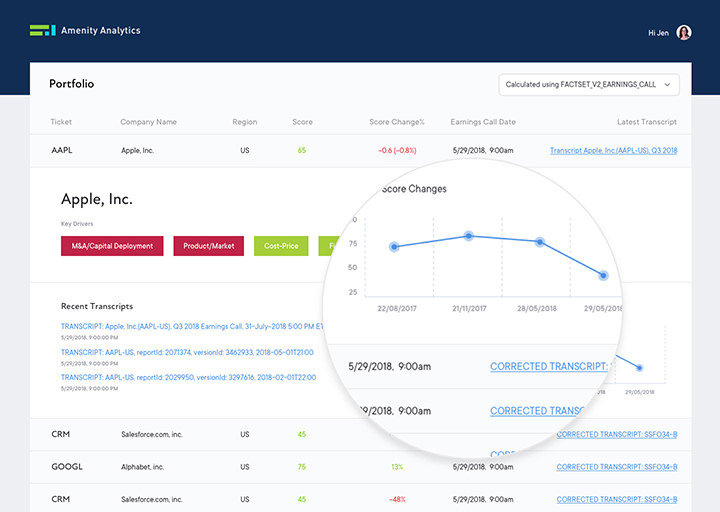 Amenity Analytics
Hi Jen
Portfolio
Calculated using FACTSET_V2_EARNINGS_CALL
Ticket Company Name Region Score Score Change% Earnings Call Date Latest Transcript
AAPL Apple, Inc. US 65 -0.6 (-0.8%) 5/29/2018, 9:00am Transcript Apple, Inc.(AAPL-US), Q3 2018
Apple, Inc.
Key Drivers
M&A/Capital Deployment Product/Market Cost-Price
Score Changes
75
50
25
22/08/2017 21/11/2017 28/05/2018 29/05/201
Recent Transcripts
TRANSCRIPT: Apple, Inc.(AAPL-US), Q3 2018 Earnings Call, 31-July-2018 5:00 PM ET
5/29/2018, 9:00:00 PM
TRANSCRIPT: AAPL-US, reportId: 2071374, versionId: 3462933, 2018-05-01T21:00
5/29/2018, 9:00:00 PM
TRANSCRIPT: AAPL-US, reportId: 2029950, versionId: 3297616, 2018-02-01T22:00
5/29/2018, 9:00:00 PM
5/29/2018, 9:00am CORRECTED TRANSCRIPT:
29/05/2018
/29/2018, 9:00am CORRECTED TRANSC
CRM Salesforce.com, inc. US 45 CORRECTED TRANSCRIPT: SSFO34-B
GOOGL Alphabet, inc. US 75 13% 5/29/2018, 9:00am CORRECTED TRANSCRIPT: SSFO34-B
CRM Salesforce.com, inc. US 45 -48% 5/29/2018, 9:00am CORRECTED TRANSCRIPT: SSFO34-B